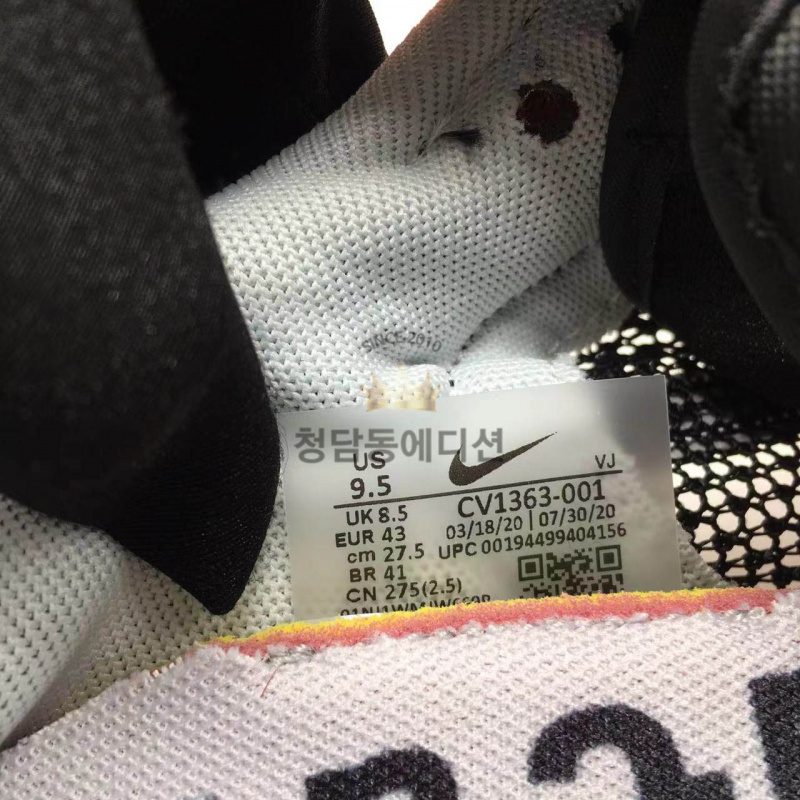 SINCE 2010
청담동에디션
US
9.5
VJ
UK 8.5
EUR 43
cm 27.5
BR 41
CN 275(2.5)
CV1363-001
03/18/20 | 07/30/20
UPC 00194499404156